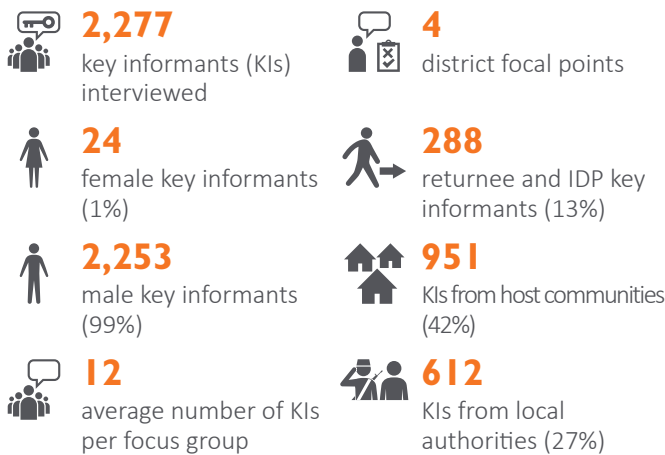 2,277
key informants (KIs)
interviewed
4
district focal points
24
female key informants
(1%)
288
returnee and IDP key
informants (13%)
2,253
male key informants
(99%)
951
KIs from host communities
(42%)
12
average number of KIs
per focus group
612
KIs from local
authorities (27%)